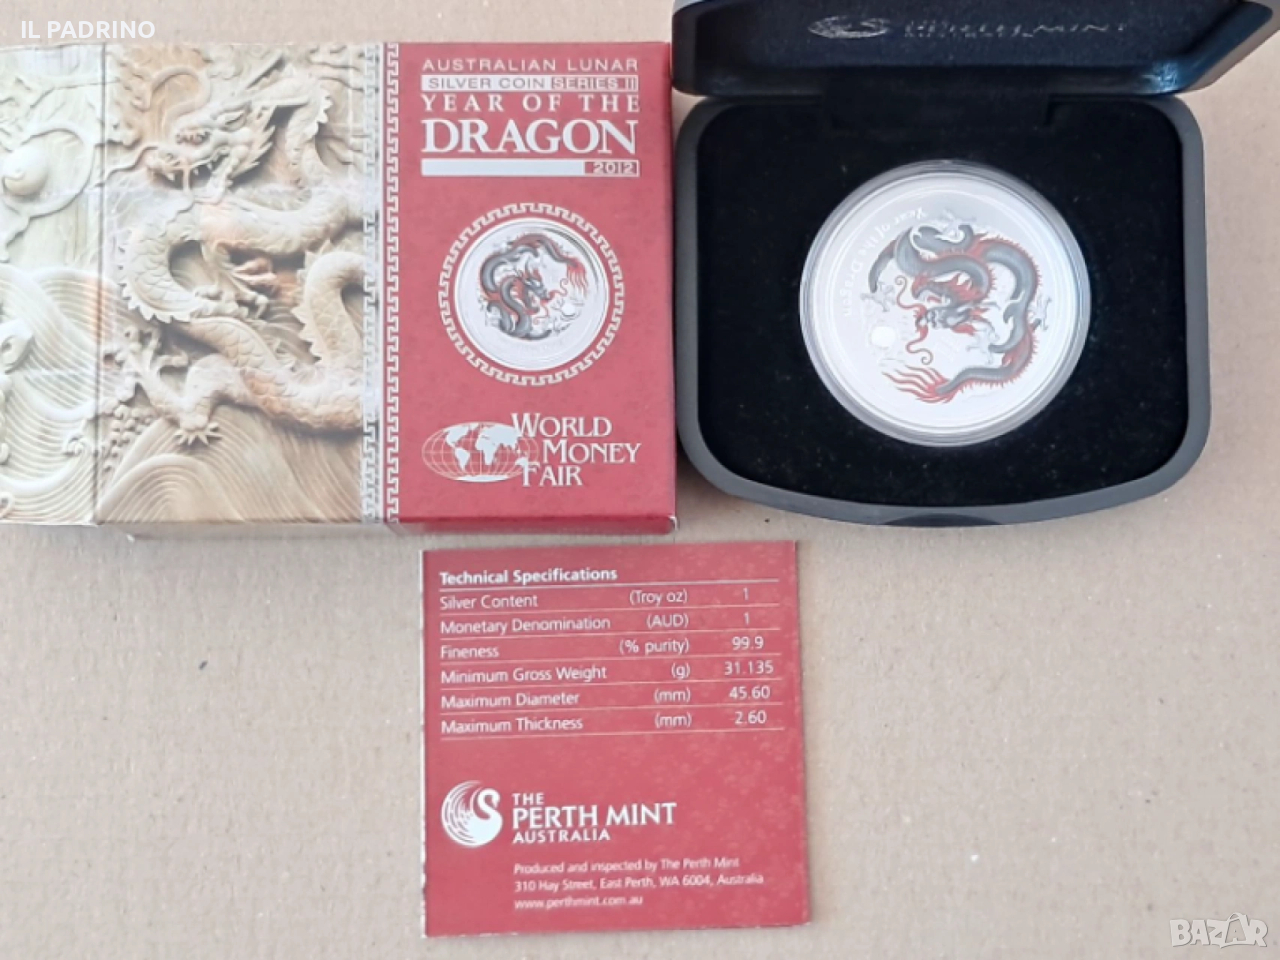 IL PADRINO
AUSTRALIAN LUNAR
SILVER COIN SERIES II
YEAR OF THE
DRAGON
2012
WORLD
MONEY
FAIR
PERTH MINT
Year of the Dragon
Technical Specifications
Silver Content (Troy oz) 1
Monetary Denomination (AUD) 1
Fineness (% purity) 99.9
Minimum Gross Weight (g) 31.135
Maximum Diameter (mm) 45.60
Maximum Thickness (mm) 2.60
THE
PERTH MINT
AUSTRALIA
Produced and inspected by The Perth Mint
310 Hay Street, East Perth, WA 6004, Australia
www.perthmint.com.au
BAZAR